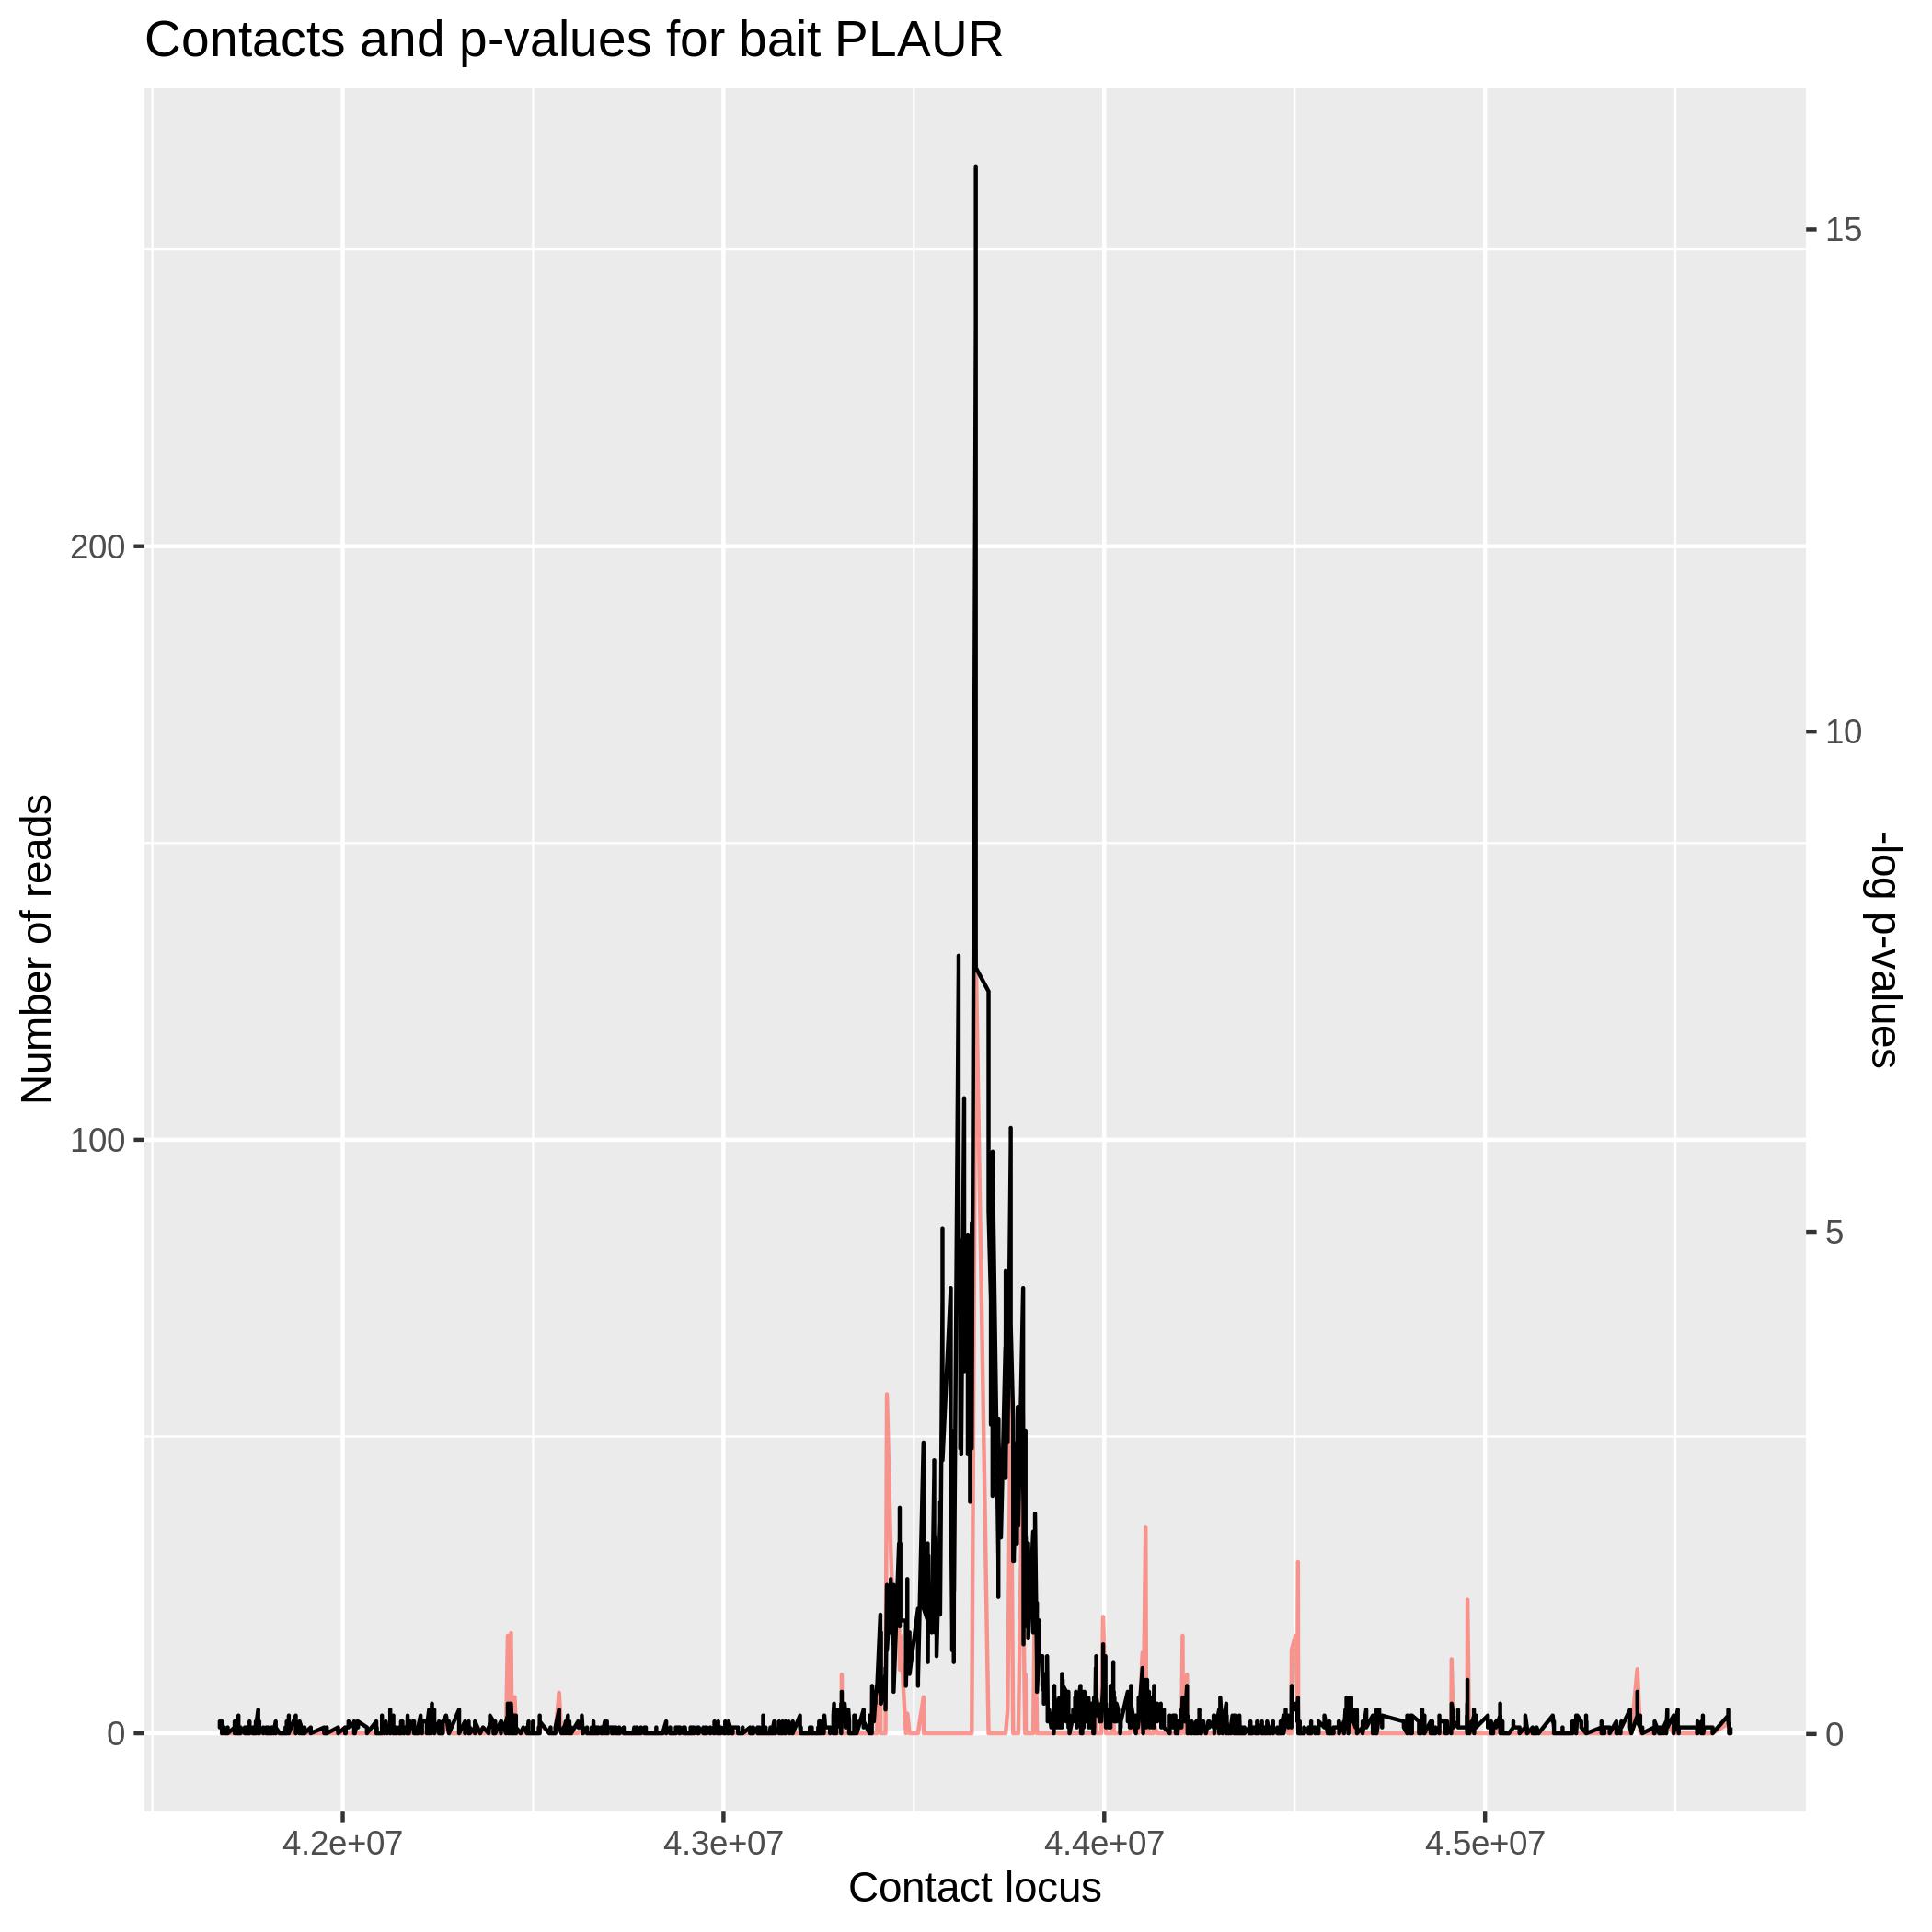 Contacts and p-values for bait PLAUR
Number of reads
200
100
0
15
10
5
0
-log p-values
4.2e+07
4.3e+07
4.4e+07
4.5e+07
Contact locus